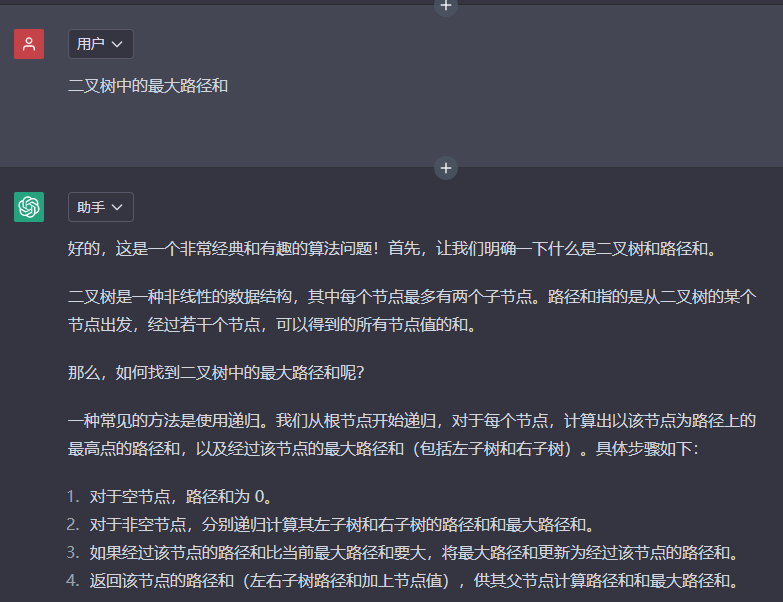 用户
二叉树中的最大路径和
助手
好的，这是一个非常经典和有趣的算法问题！首先，让我们明确一下什么是二叉树和路径和。
二叉树是一种非线性的数据结构，其中每个节点最多有两个子节点。路径和指的是从二叉树的某个
节点出发，经过若干个节点，可以得到的所有节点值的和。
那么，如何找到二叉树中的最大路径和呢？
一种常见的方法是使用递归。我们从根节点开始递归，对于每个节点，计算出以该节点为路径上的
最高点的路径和，以及经过该节点的最大路径和（包括左子树和右子树）。具体步骤如下：
1. 对于空节点，路径和为 0。
2. 对于非空节点，分别递归计算其左子树和右子树的路径和和最大路径和。
3. 如果经过该节点的路径和比当前最大路径和要大，将最大路径和更新为经过该节点的路径和。
4. 返回该节点的路径和（左右子树路径和加上节点值），供其父节点计算路径和和最大路径和。